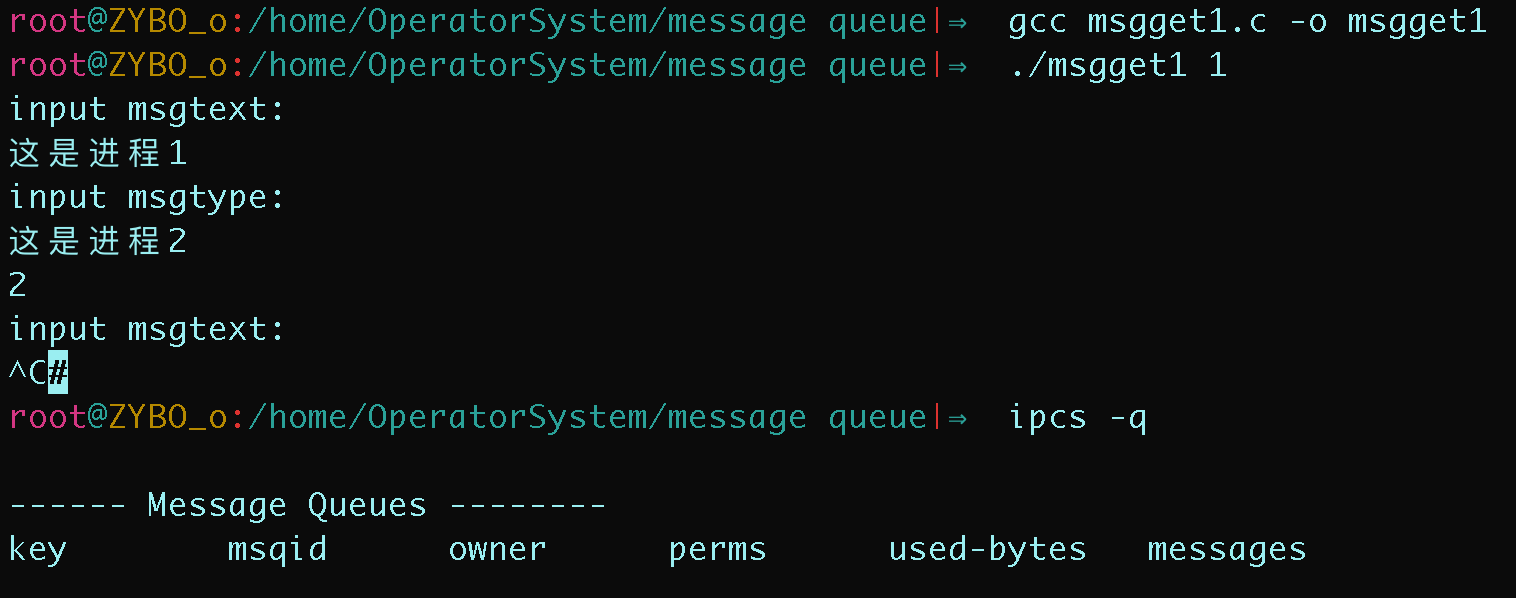 root@ZYBO_o:/home/OperatorSystem/message queue|⇒  gcc msgget1.c -o msgget1
root@ZYBO_o:/home/OperatorSystem/message queue|⇒  ./msgget1 1
input msgtext:
这是进程1
input msgtype:
这是进程2
2
input msgtext:
^C#
root@ZYBO_o:/home/OperatorSystem/message queue|⇒  ipcs -q
------ Message Queues --------
key        msqid      owner      perms      used-bytes   messages